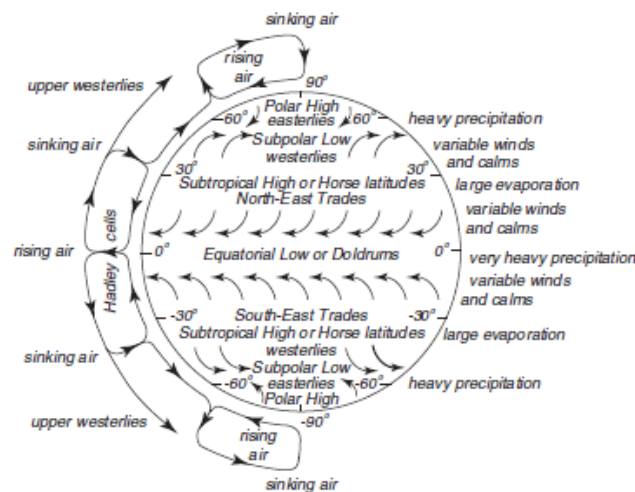 sinking air
rising
air
upper westerlies
90°
Polar High
60° easterlies 60°
heavy precipitation
Subpolar Low
westerlies
variable winds
and calms
sinking air
30° 30°
Subtropical High or Horse latitudes
large evaporation
North-East Trades
variable winds
and calms
Hadley cells
rising air
0° Equatorial Low or Doldrums 0°
very heavy precipitation
variable winds
and calms
-30° South-East Trades -30°
Subtropical High or Horse latitudes
large evaporation
westerlies
sinking air
Subpolar Low
-60° easterlies -60°
heavy precipitation
Polar High
upper westerlies
-90°
rising
air
sinking air